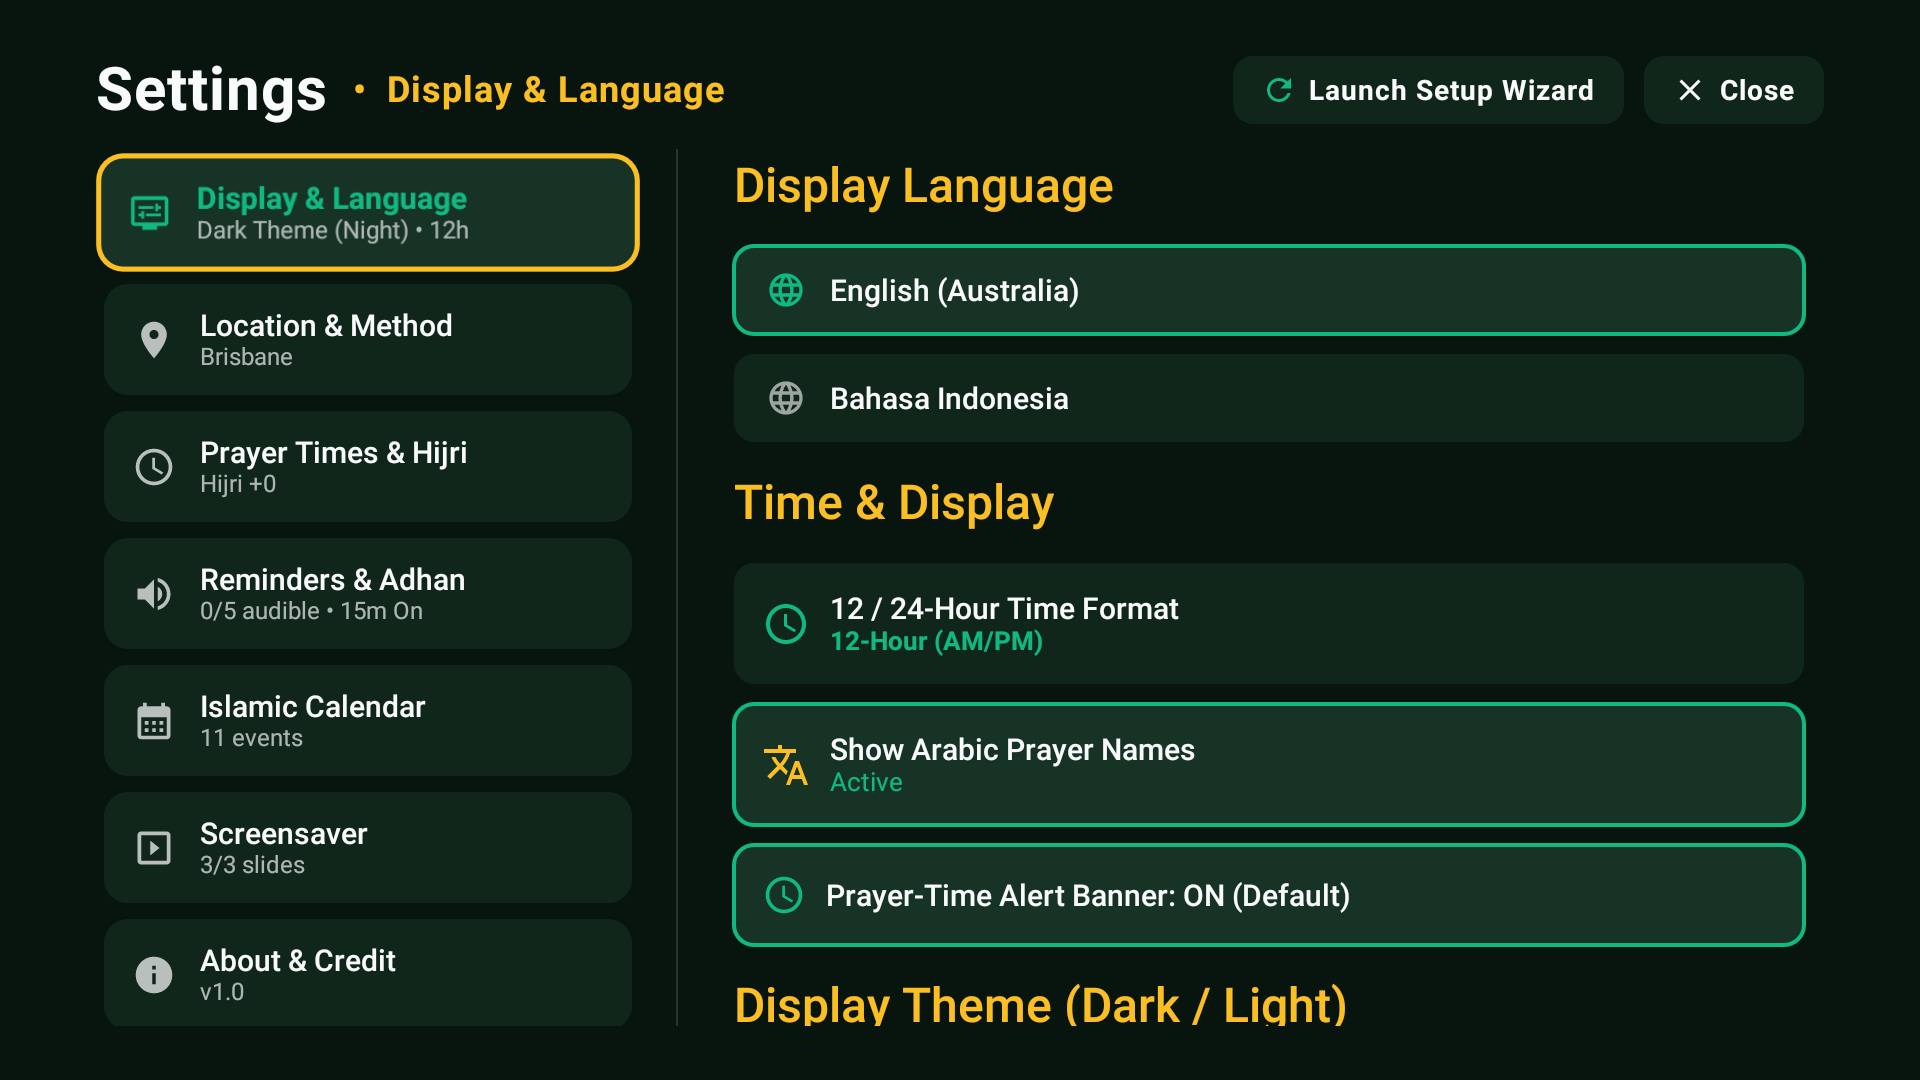 Settings • Display & Language
Launch Setup Wizard
Close
Display & Language
Dark Theme (Night) • 12h
Location & Method
Brisbane
Prayer Times & Hijri
Hijri +0
Reminders & Adhan
0/5 audible • 15m On
Islamic Calendar
11 events
Screensaver
3/3 slides
About & Credit
v1.0
Display Language
English (Australia)
Bahasa Indonesia
Time & Display
12 / 24-Hour Time Format
12-Hour (AM/PM)
Show Arabic Prayer Names
Active
Prayer-Time Alert Banner: ON (Default)
Display Theme (Dark / Light)